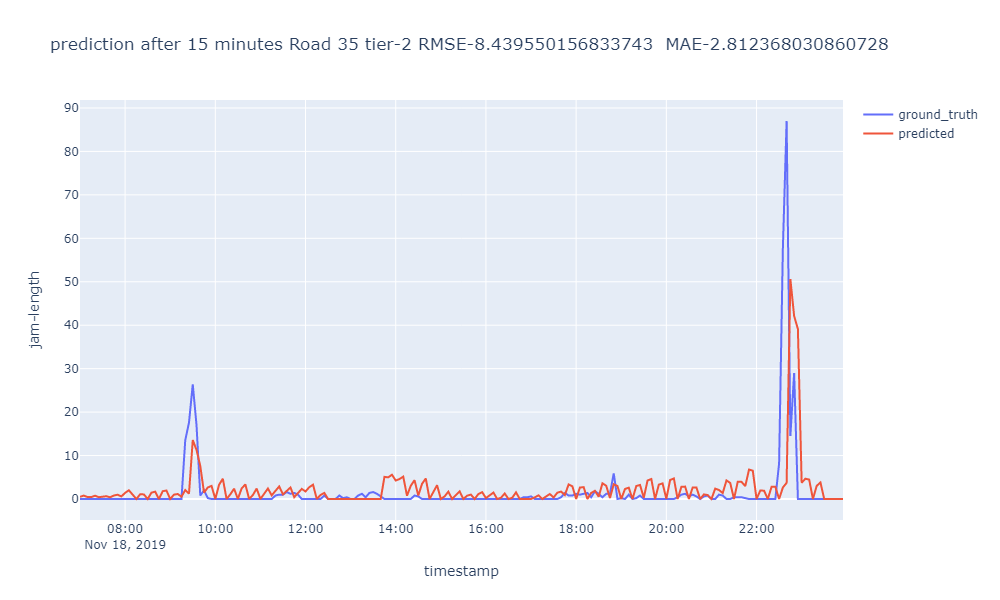 prediction after 15 minutes Road 35 tier-2 RMSE-8.439550156833743  MAE-2.812368030860728
ground_truth
predicted
jam-length
90
80
70
60
50
40
30
20
10
0
08:00 10:00 12:00 14:00 16:00 18:00 20:00 22:00
Nov 18, 2019
timestamp